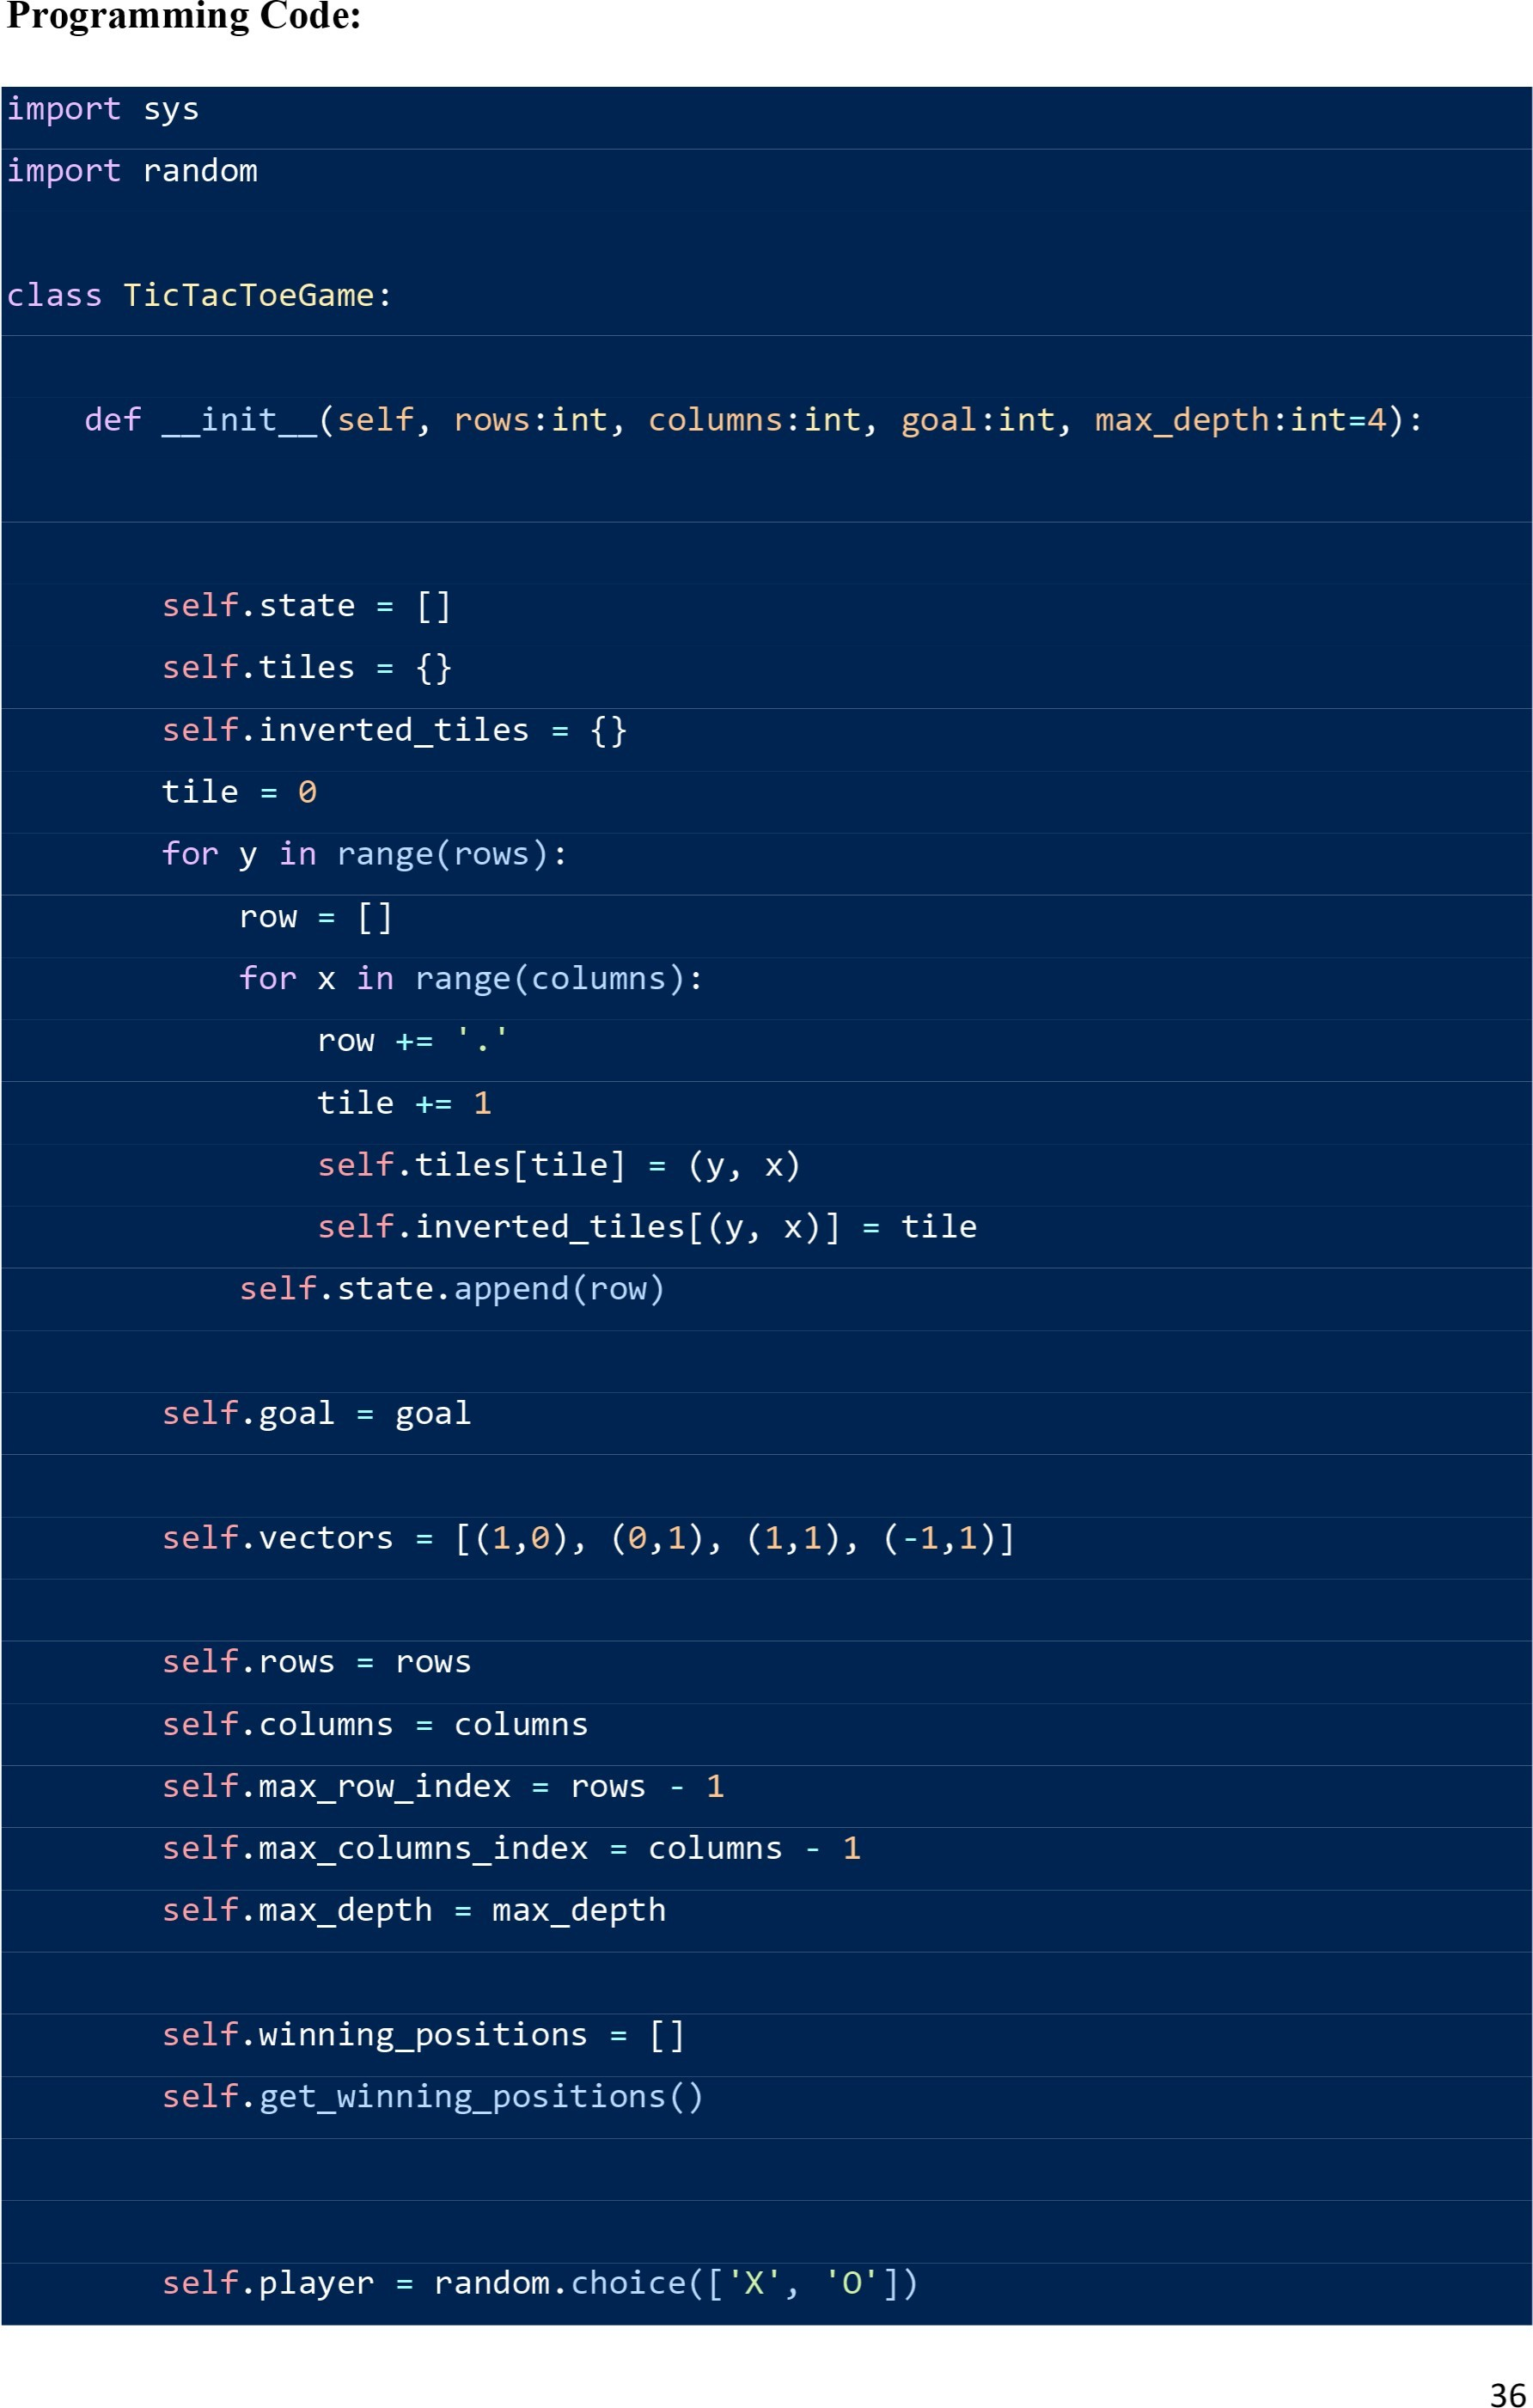 Programming Code:
import sys
import random
class TicTacToeGame:
    def __init__(self, rows:int, columns:int, goal:int, max_depth:int=4):
        self.state = []
        self.tiles = {}
        self.inverted_tiles = {}
        tile = 0
        for y in range(rows):
            row = []
            for x in range(columns):
                row += '.'
                tile += 1
                self.tiles[tile] = (y, x)
                self.inverted_tiles[(y, x)] = tile
            self.state.append(row)
        self.goal = goal
        self.vectors = [(1,0), (0,1), (1,1), (-1,1)]
        self.rows = rows
        self.columns = columns
        self.max_row_index = rows - 1
        self.max_columns_index = columns - 1
        self.max_depth = max_depth
        self.winning_positions = []
        self.get_winning_positions()
        self.player = random.choice(['X', 'O'])
36